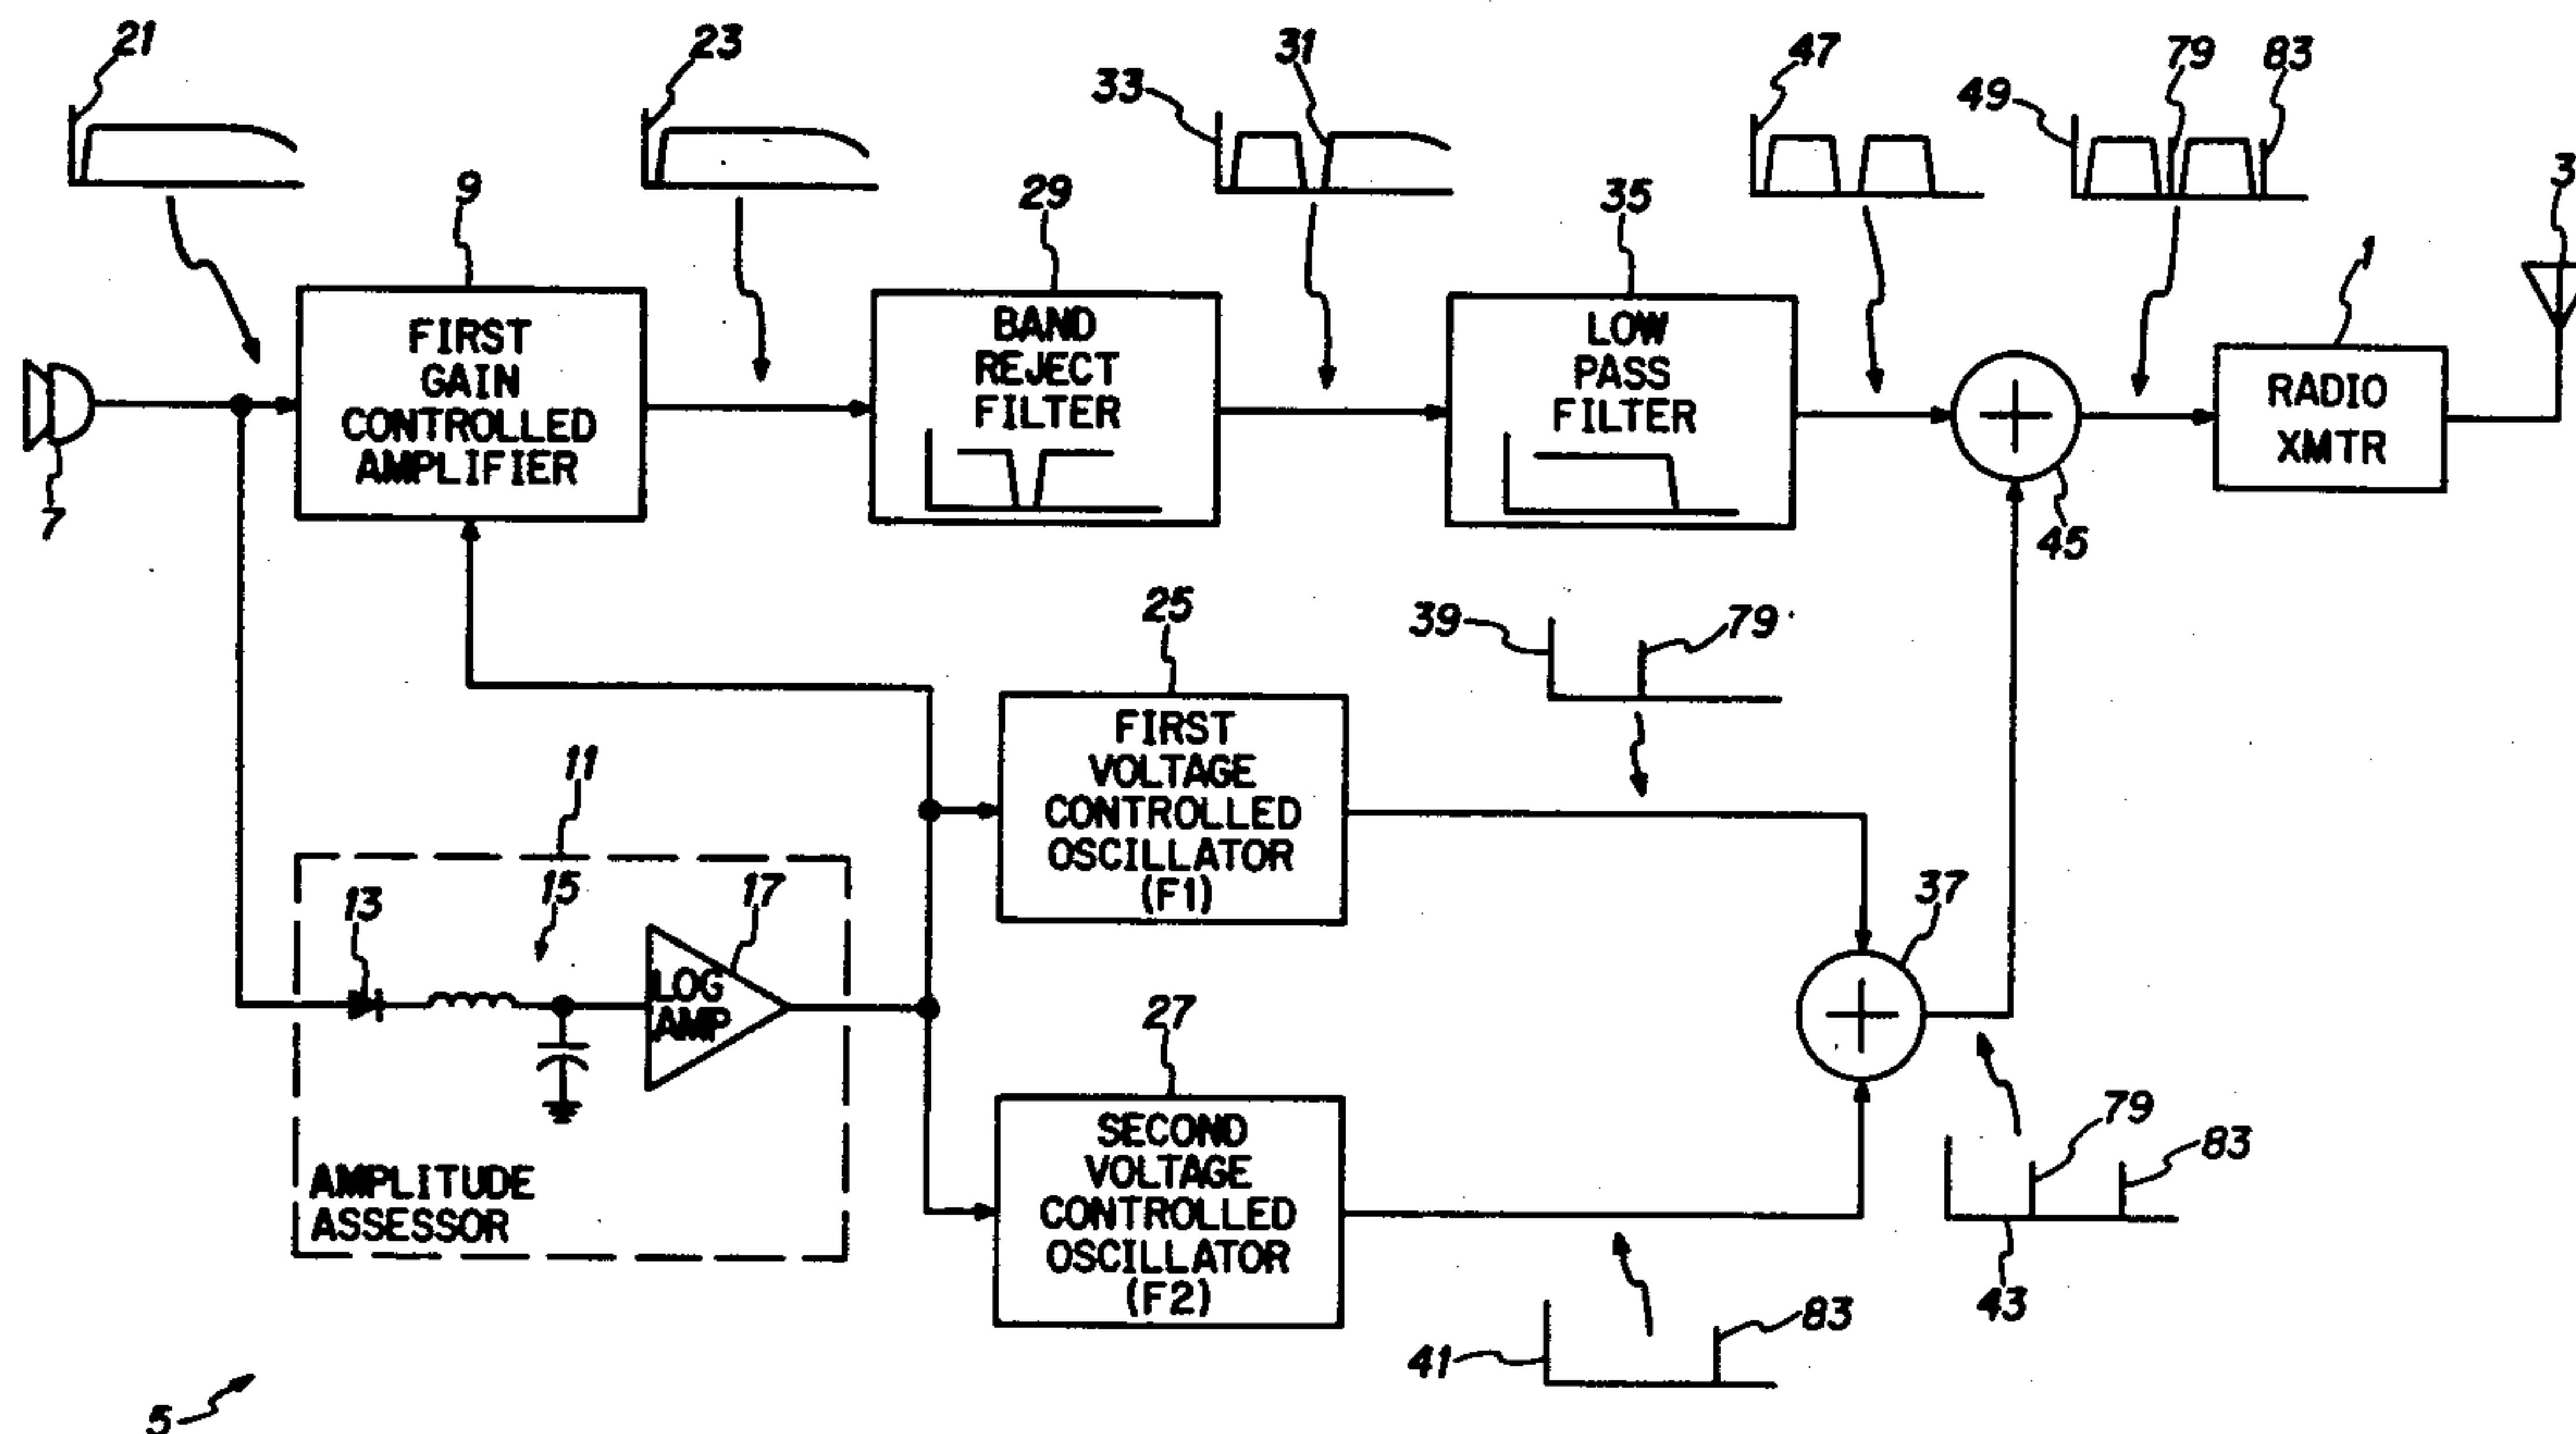 21
23
33
31
47
49
79
83
9
29
35
1
3
FIRST
GAIN
CONTROLLED
AMPLIFIER
BAND
REJECT
FILTER
LOW
PASS
FILTER
RADIO
XMTR
7
45
25
39
79
FIRST
VOLTAGE
CONTROLLED
OSCILLATOR
(F1)
11
13
15
17
LOG
AMP
37
27
AMPLITUDE
ASSESSOR
SECOND
VOLTAGE
CONTROLLED
OSCILLATOR
(F2)
79
83
43
41
83
5